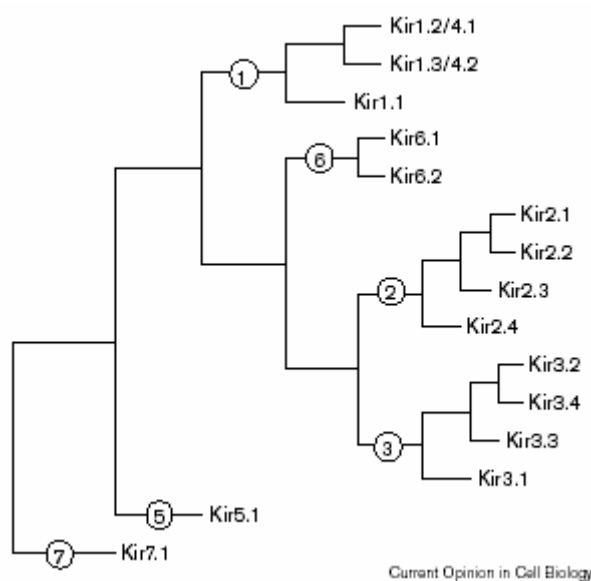 Kir1.2/4.1
Kir1.3/4.2
1
Kir1.1
Kir6.1
6
Kir6.2
Kir2.1
Kir2.2
Kir2.3
2
Kir2.4
Kir3.2
Kir3.4
Kir3.3
3
Kir3.1
5 Kir5.1
7 Kir7.1
Current Opinion in Cell Biology